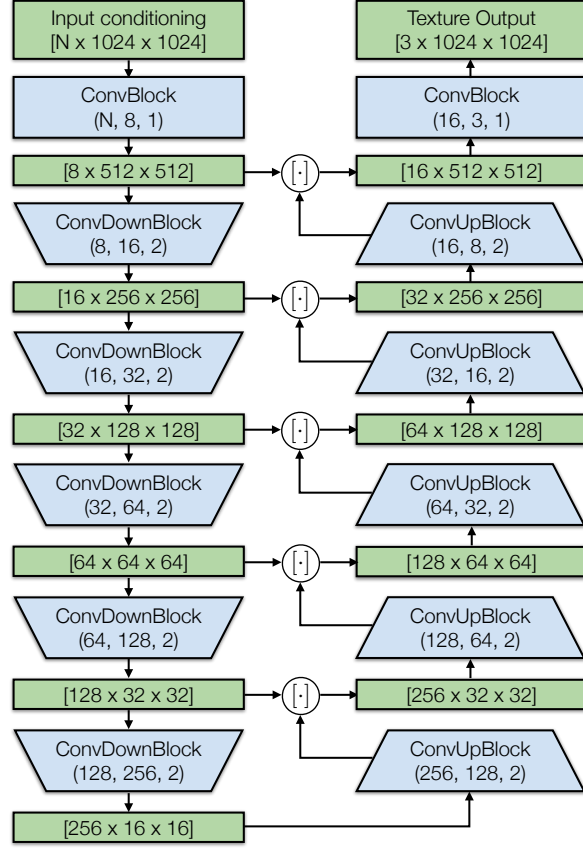 Input conditioning
[N x 1024 x 1024]
ConvBlock
(N, 8, 1)
[8 x 512 x 512]
ConvDownBlock
(8, 16, 2)
[16 x 256 x 256]
ConvDownBlock
(16, 32, 2)
[32 x 128 x 128]
ConvDownBlock
(32, 64, 2)
[64 x 64 x 64]
ConvDownBlock
(64, 128, 2)
[128 x 32 x 32]
ConvDownBlock
(128, 256, 2)
[256 x 16 x 16]
[·]
[·]
[·]
[·]
[·]
Texture Output
[3 x 1024 x 1024]
ConvBlock
(16, 3, 1)
[16 x 512 x 512]
ConvUpBlock
(16, 8, 2)
[32 x 256 x 256]
ConvUpBlock
(32, 16, 2)
[64 x 128 x 128]
ConvUpBlock
(64, 32, 2)
[128 x 64 x 64]
ConvUpBlock
(128, 64, 2)
[256 x 32 x 32]
ConvUpBlock
(256, 128, 2)